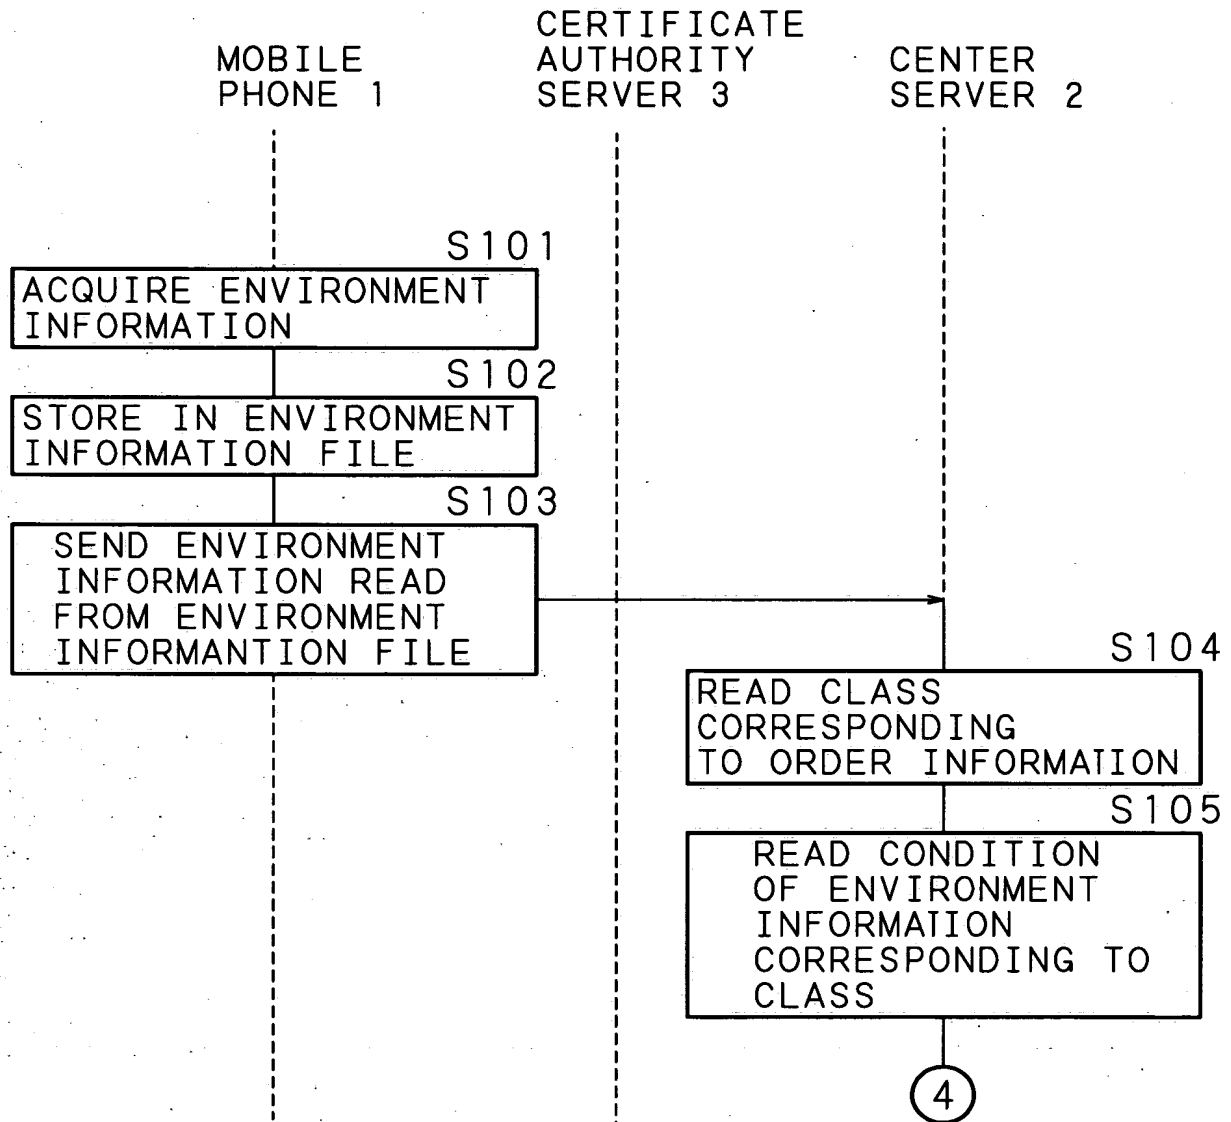 MOBILE
PHONE 1
CERTIFICATE
AUTHORITY
SERVER 3
CENTER
SERVER 2
S101
ACQUIRE ENVIRONMENT
INFORMATION
S102
STORE IN ENVIRONMENT
INFORMATION FILE
S103
SEND ENVIRONMENT
INFORMATION READ
FROM ENVIRONMENT
INFORMANTION FILE
S104
READ CLASS
CORRESPONDING
TO ORDER INFORMATION
S105
READ CONDITION
OF ENVIRONMENT
INFORMATION
CORRESPONDING TO
CLASS
4